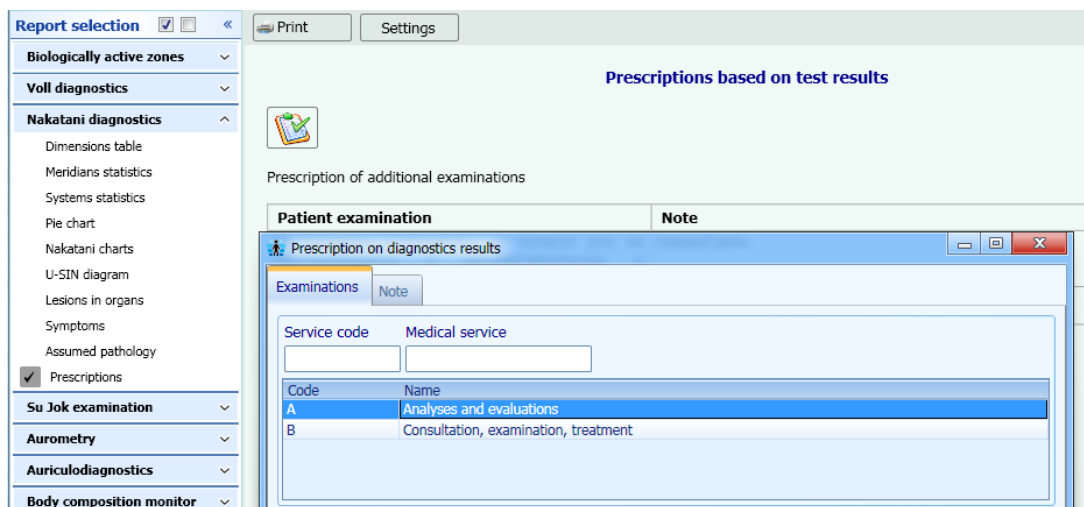 Report selection
Biologically active zones
Voll diagnostics
Nakatani diagnostics
Dimensions table
Meridians statistics
Systems statistics
Pie chart
Nakatani charts
U-SIN diagram
Lesions in organs
Symptoms
Assumed pathology
Prescriptions
Su Jok examination
Aurometry
Auriculodiagnostics
Body composition monitor
Print Settings
Prescriptions based on test results
Prescription of additional examinations
Patient examination Note
Prescription on diagnostics results
Examinations Note
Service code Medical service
Code Name
A Analyses and evaluations
B Consultation, examination, treatment